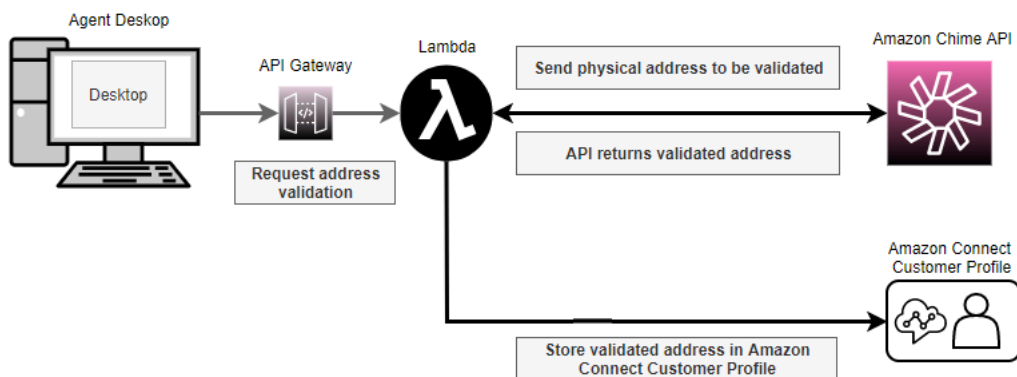 Agent Deskop
Desktop
API Gateway
Request address
validation
Lambda
Send physical address to be validated
API returns validated address
Amazon Chime API
</>
Amazon Connect
Customer Profile
Store validated address in Amazon
Connect Customer Profile